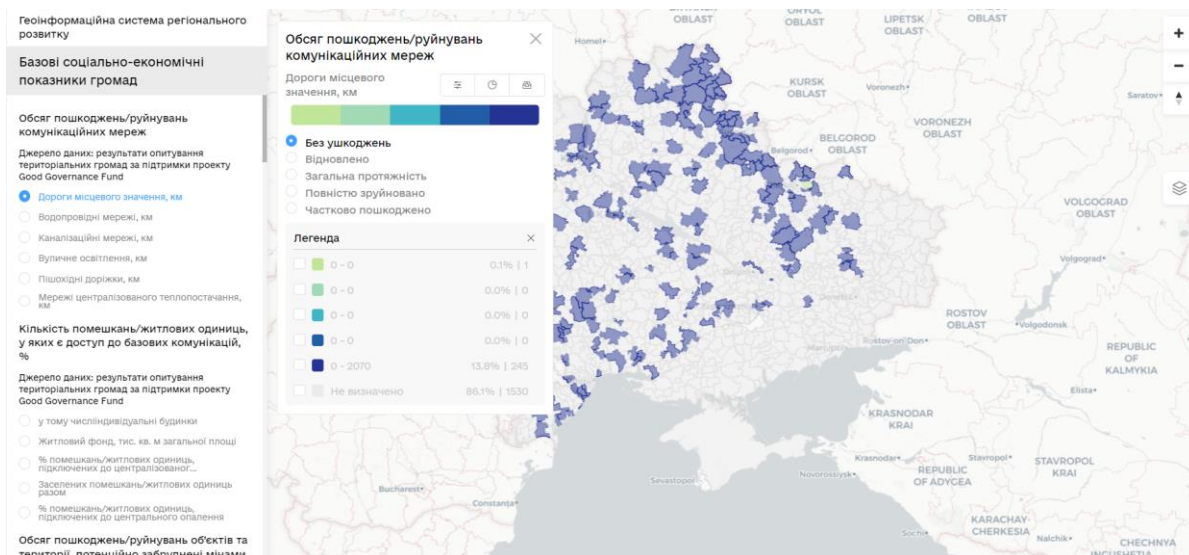 Геоінформаційна система регіонального
розвитку
Базові соціально-економічні
показники громад
Обсяг пошкоджень/руйнувань
комунікаційних мереж
Джерело даних: результати опитування
територіальних громад за підтримки проекту
Good Governance Fund
Дороги місцевого значення, км
Водопровідні мережі, км
Каналізаційні мережі, км
Вуличне освітлення, км
Пішохідні доріжки, км
Мережі централізованого теплопостачання,
км
Кількість помешкань/житлових одиниць,
у яких є доступ до базових комунікацій,
%
Джерело даних: результати опитування
територіальних громад за підтримки проекту
Good Governance Fund
у тому числііндивідуальні будинки
Житловий фонд, тис. кв. м загальної площі
% помешкань/житлових одиниць,
підключених до централізованог...
Заселених помешкань/житлових одиниць
разом
% помешкань/житлових одиниць,
підключених до центрального опалення
Обсяг пошкоджень/руйнувань об'єктів та
території, потенційно забруднені мінами
Обсяг пошкоджень/руйнувань
комунікаційних мереж
Дороги місцевого
значення, км
Без ушкоджень
Відновлено
Загальна протяжність
Повністю зруйновано
Частково пошкоджено
Легенда
0 - 0 0.1% | 1
0 - 0 0.0% | 0
0 - 0 0.0% | 0
0 - 0 0.0% | 0
0 - 2070 13.8% | 245
Не визначено 86.1% | 1530
Homel
ORYOL
OBLAST
LIPETSK
OBLAST
OBLAST
KURSK
OBLAST
Voronezh
Saratov
VORONEZH
OBLAST
BELGOROD
OBLAST
Belgorod
VOLGOGRAD
OBLAST
Volgograd
ROSTOV
OBLAST
Volgodonsk
Rostov-on-Don
REPUBLIC
OF
KALMYKIA
Elista
KRASNODAR
KRAI
Krasnodar
Stavropol
STAVROPOL
KRAI
REPUBLIC
OF ADYGEA
Novorossiysk
Sevastopol
Bucharest
Constanța
KARACHAY-
CHERKESIA
Sochi
Nalchik
CHECHNYA
INGUSHETIA